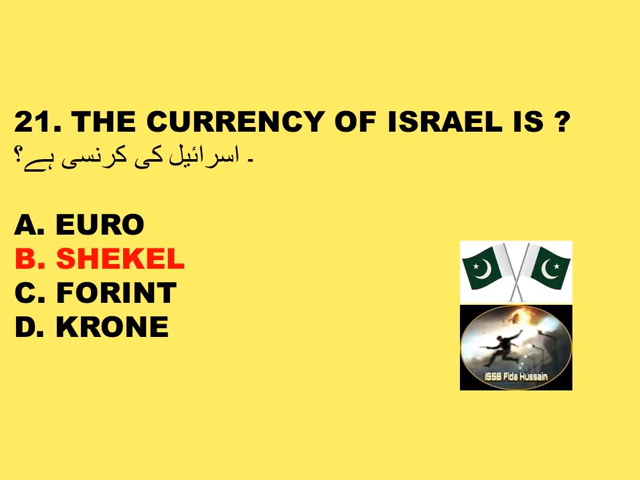 21. THE CURRENCY OF ISRAEL IS ?
۔ اسرائیل کی کرنسی ہے؟
A. EURO
B. SHEKEL
C. FORINT
D. KRONE
ISSB Fida Hussain